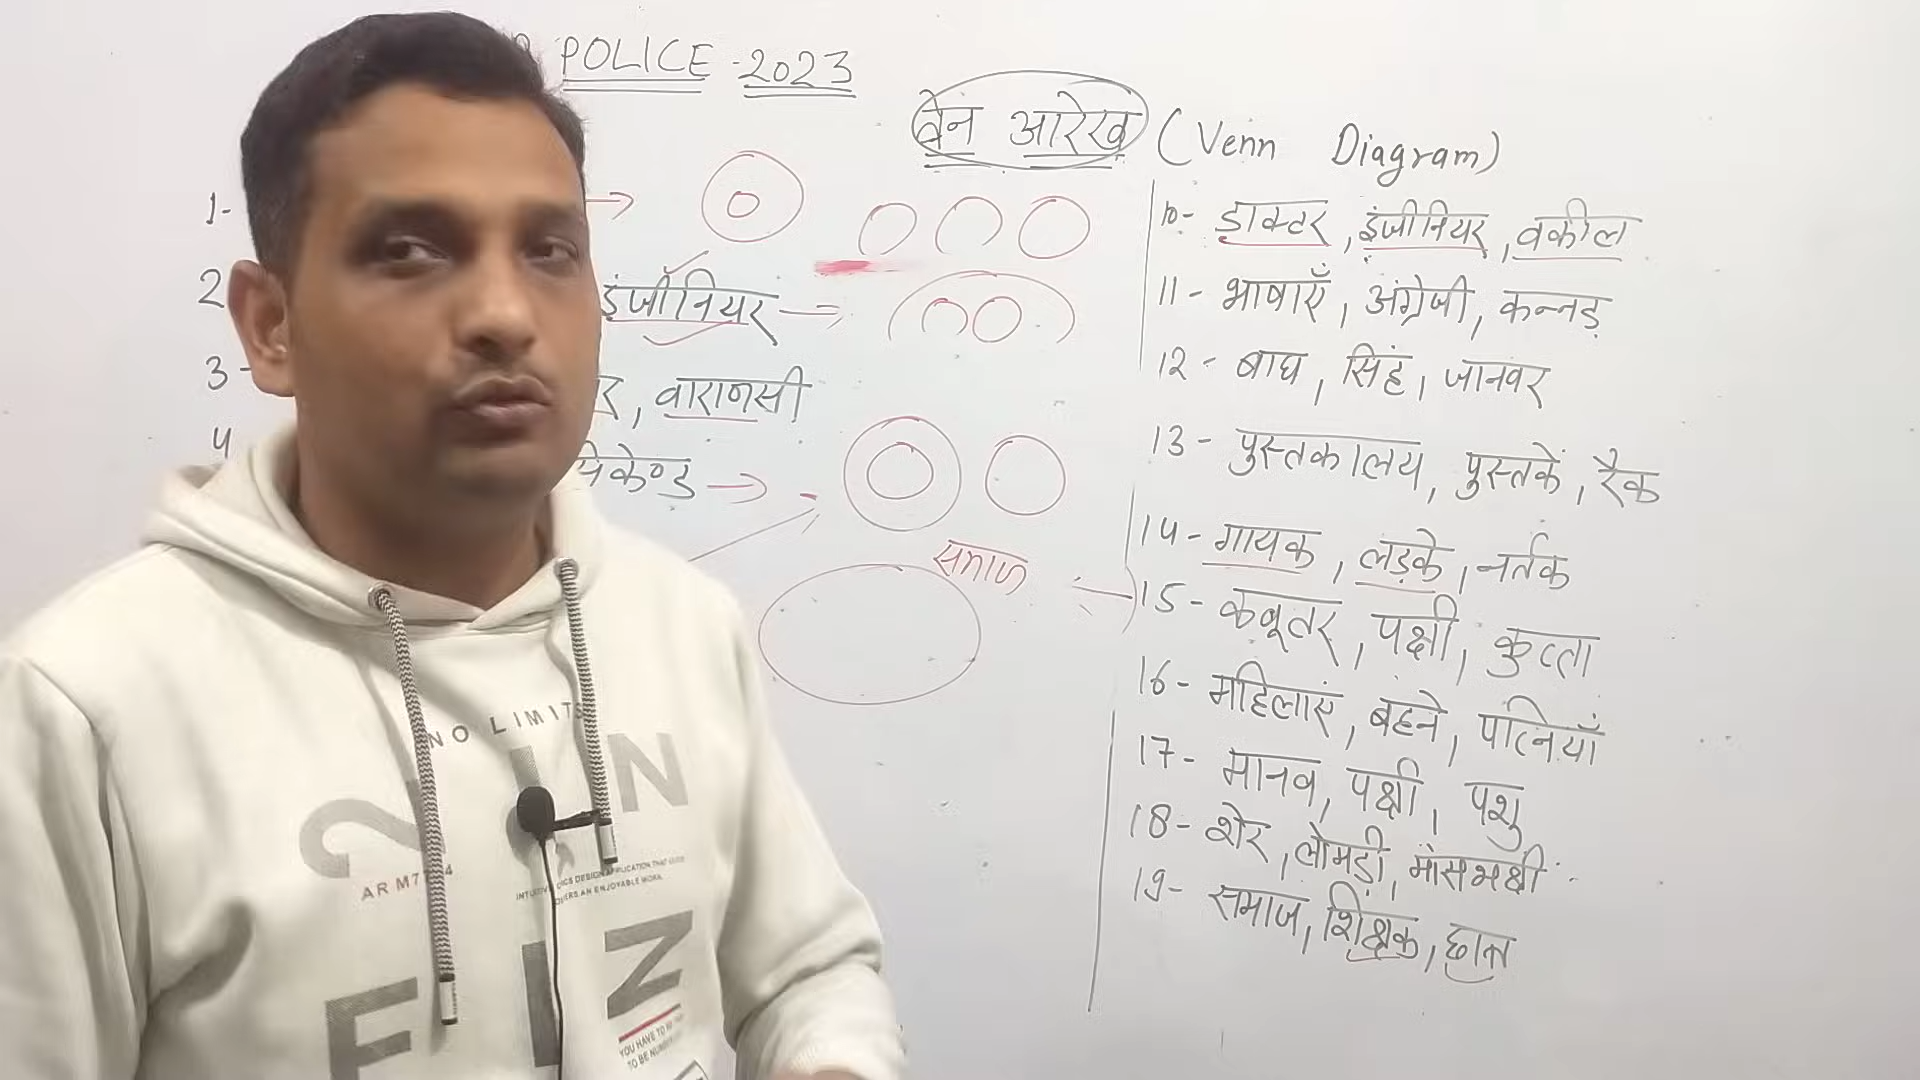 POLICE - 2023
वेन आरेख (Venn Diagram)
1-
2
इंजीनियर
3-
, वाराणसी
4
समाज
10- डाक्टर, इंजीनियर, वकील
11- भाषाएँ, अंग्रेजी, कन्नड़
12- बाघ, सिंह, जानवर
13- पुस्तकालय, पुस्तकें, रैक
14- गायक, लड़के, नर्तक
15- कबूतर, पक्षी, कुत्ता
16- महिलाएं, बहने, पत्नियाँ
17- मानव, पक्षी, पशु
18- शेर, लोमड़ी, मांसभक्षी
19- समाज, शिक्षक, छात्र
NO LIMITS